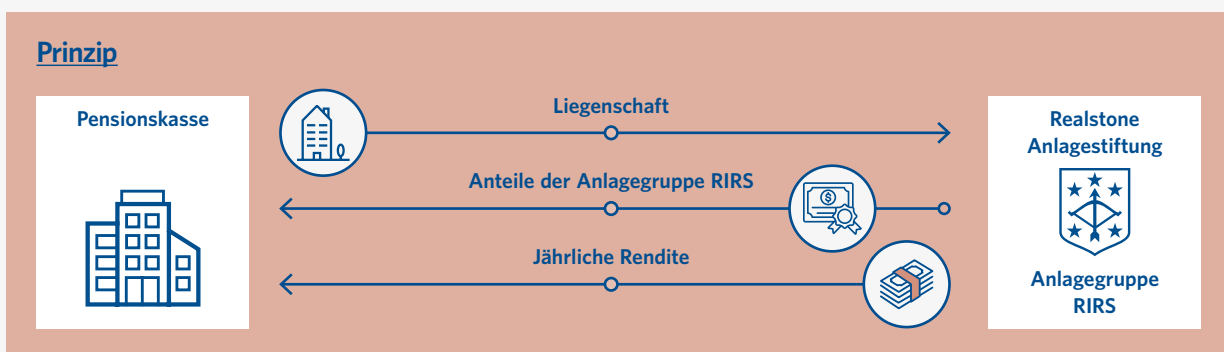 Prinzip
Pensionskasse
Liegenschaft
Anteile der Anlagegruppe RIRS
Jährliche Rendite
Realstone
Anlagestiftung
Anlagegruppe
RIRS